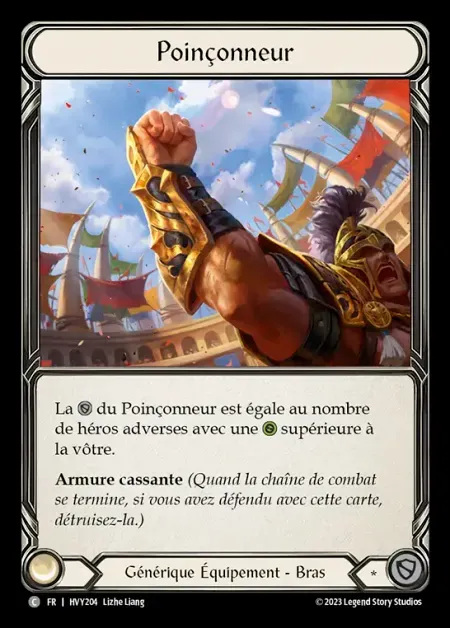 Poinçonneur
La du Poinçonneur est égale au nombre
de héros adverses avec une supérieure à
la vôtre.
Armure cassante (Quand la chaîne de combat
se termine, si vous avez défendu avec cette carte,
détruisez-la.)
Générique Équipement - Bras
*
C FR | HVY204 Lizhe Liang
© 2023 Legend Story Studios